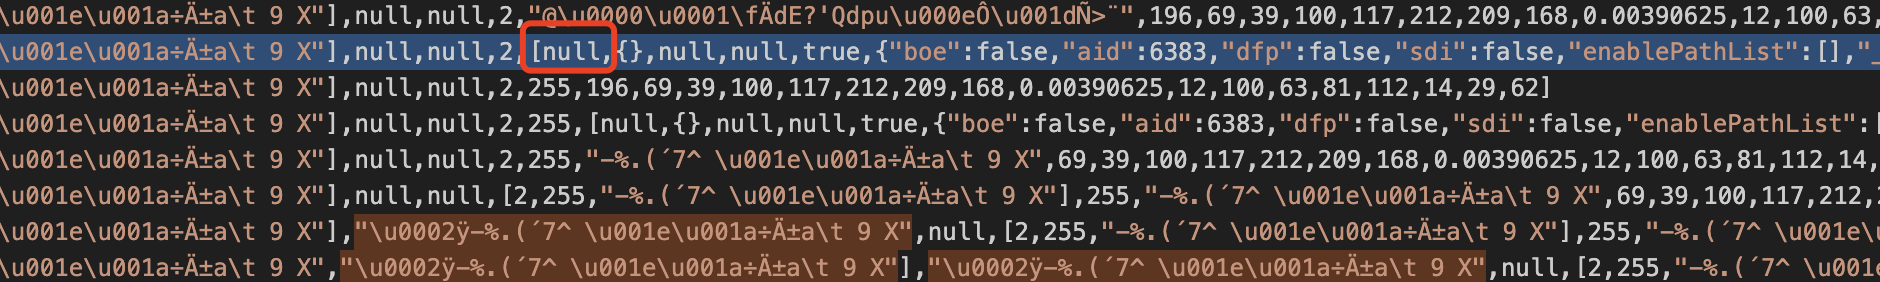 \u001e\u001a÷Ä±a\t 9 X"],null,null,2,"@\u0000\u0001\fÄdE?'Qdpu\u000eÔ\u001dÑ>¨",196,69,39,100,117,212,209,168,0.00390625,12,100,63,
\u001e\u001a÷Ä±a\t 9 X"],null,null,2,[null,{},null,null,true,{"boe":false,"aid":6383,"dfp":false,"sdi":false,"enablePathList":[],"_
\u001e\u001a÷Ä±a\t 9 X"],null,null,2,255,196,69,39,100,117,212,209,168,0.00390625,12,100,63,81,112,14,29,62]
\u001e\u001a÷Ä±a\t 9 X"],null,null,2,255,[null,{},null,null,true,{"boe":false,"aid":6383,"dfp":false,"sdi":false,"enablePathList":[
\u001e\u001a÷Ä±a\t 9 X"],null,null,2,255,"–%.(´7^ \u001e\u001a÷Ä±a\t 9 X",69,39,100,117,212,209,168,0.00390625,12,100,63,81,112,14,
\u001e\u001a÷Ä±a\t 9 X"],null,null,[2,255,"–%.(´7^ \u001e\u001a÷Ä±a\t 9 X"],255,"–%.(´7^ \u001e\u001a÷Ä±a\t 9 X",69,39,100,117,212,
\u001e\u001a÷Ä±a\t 9 X"],"\u0002ÿ–%.(´7^ \u001e\u001a÷Ä±a\t 9 X",null,[2,255,"–%.(´7^ \u001e\u001a÷Ä±a\t 9 X"],255,"–%.(´7^ \u001e\u
\u001e\u001a÷Ä±a\t 9 X","\u0002ÿ–%.(´7^ \u001e\u001a÷Ä±a\t 9 X"],"\u0002ÿ–%.(´7^ \u001e\u001a÷Ä±a\t 9 X",null,[2,255,"–%.(´7^ \u001e